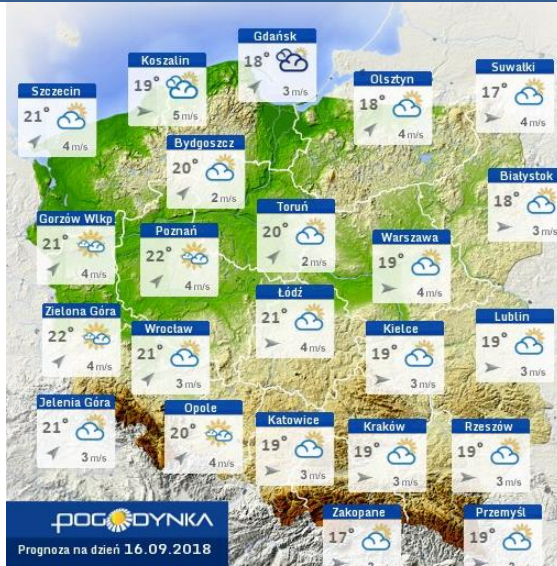 Gdańsk
18°
3 m/s
Koszalin
19°
5 m/s
Szczecin
21°
4 m/s
Olsztyn
18°
4 m/s
Suwałki
17°
4 m/s
Bydgoszcz
20°
2 m/s
Białystok
18°
3 m/s
Gorzów Wlkp
21°
4 m/s
Poznań
22°
4 m/s
Toruń
20°
2 m/s
Warszawa
19°
4 m/s
Łódź
21°
4 m/s
Zielona Góra
22°
4 m/s
Wrocław
21°
3 m/s
Kielce
19°
3 m/s
Lublin
19°
3 m/s
Jelenia Góra
21°
3 m/s
Opole
20°
4 m/s
Katowice
19°
3 m/s
Kraków
19°
3 m/s
Rzeszów
19°
3 m/s
Zakopane
17°
Przemyśl
19°
POGODYNKA
Prognoza na dzień 16.09.2018